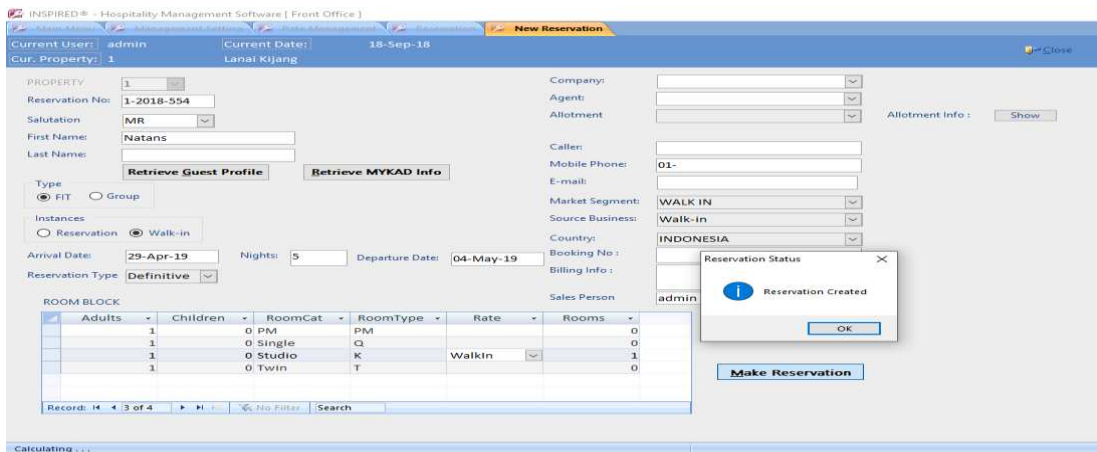 INSPIRED® - Hospitality Management Software [ Front Office ]
Main Menu Management Setting Rate Management Reservation New Reservation
Current User: admin Current Date: 18-Sep-18
Close
Cur. Property: 1 Lanai Kijang
PROPERTY 1 Company:
Reservation No: 1-2018-554 Agent:
Salutation MR Allotment Allotment Info : Show
First Name: Natans
Last Name: Caller:
Retrieve Guest Profile Retrieve MYKAD Info Mobile Phone: 01-
Type E-mail:
FIT Group Market Segment: WALK IN
Instances Source Business: Walk-in
Reservation Walk-in Country: INDONESIA
Arrival Date: 29-Apr-19 Nights: 5 Departure Date: 04-May-19 Booking No :
Reservation Type Definitive Billing Info :
Sales Person admin
Reservation Status
Reservation Created
OK
ROOM BLOCK
Adults Children RoomCat RoomType Rate Rooms
1 0 PM PM 0
1 0 Single Q 0
1 0 Studio K WalkIn 1
1 0 Twin T 0
Make Reservation
Record: 3 of 4 No Filter Search
Calculating . . .